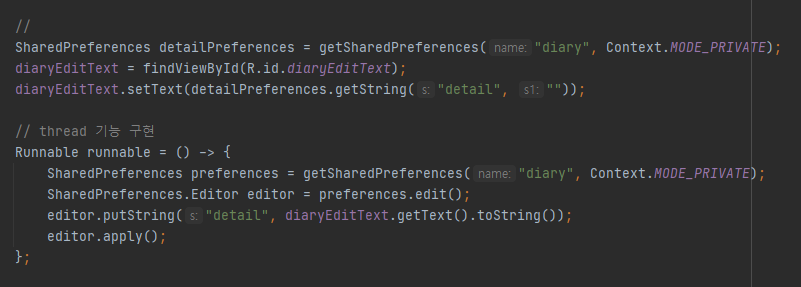 //
SharedPreferences detailPreferences = getSharedPreferences( name: "diary", Context.MODE_PRIVATE);
diaryEditText = findViewById(R.id.diaryEditText);
diaryEditText.setText(detailPreferences.getString( s: "detail", s1: ""));
// thread 기능 구현
Runnable runnable = () -> {
SharedPreferences preferences = getSharedPreferences( name: "diary", Context.MODE_PRIVATE);
SharedPreferences.Editor editor = preferences.edit();
editor.putString( s: "detail", diaryEditText.getText().toString());
editor.apply();
};